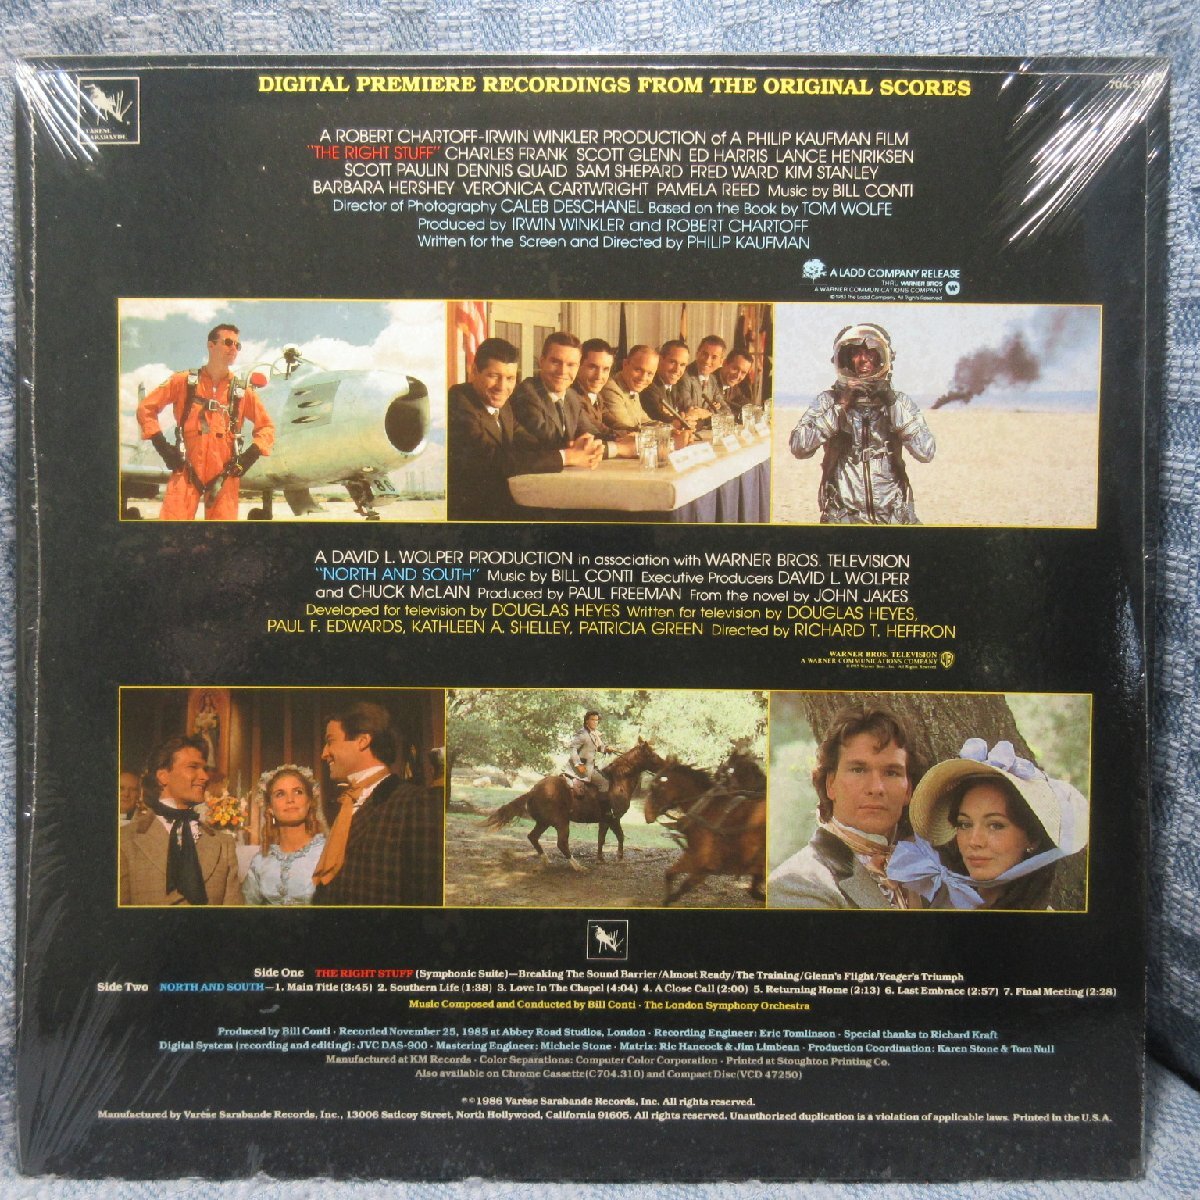 DIGITAL PREMIERE RECORDINGS FROM THE ORIGINAL SCORES
VARÈSE
SARABANDE
A ROBERT CHARTOFF-IRWIN WINKLER PRODUCTION of A PHILIP KAUFMAN FILM
"THE RIGHT STUFF" CHARLES FRANK SCOTT GLENN ED HARRIS LANCE HENRIKSEN
SCOTT PAULIN DENNIS QUAID SAM SHEPARD FRED WARD KIM STANLEY
BARBARA HERSHEY VERONICA CARTWRIGHT PAMELA REED Music by BILL CONTI
Director of Photography CALEB DESCHANEL Based on the Book by TOM WOLFE
Produced by IRWIN WINKLER and ROBERT CHARTOFF
Written for the Screen and Directed by PHILIP KAUFMAN
A LADD COMPANY RELEASE
THRU WARNER BROS
A WARNER COMMUNICATIONS COMPANY
© 1983 The Ladd Company. All Rights Reserved
A DAVID L. WOLPER PRODUCTION in association with WARNER BROS. TELEVISION
"NORTH AND SOUTH" Music by BILL CONTI Executive Producers DAVID L. WOLPER
and CHUCK McLAIN Produced by PAUL FREEMAN From the novel by JOHN JAKES
Developed for television by DOUGLAS HEYES Written for television by DOUGLAS HEYES,
PAUL F. EDWARDS, KATHLEEN A. SHELLEY, PATRICIA GREEN Directed by RICHARD T. HEFFRON
WARNER BROS. TELEVISION
A WARNER COMMUNICATIONS COMPANY
Side One THE RIGHT STUFF (Symphonic Suite)—Breaking The Sound Barrier/Almost Ready/The Training/Glenn's Flight/Yeager's Triumph
Side Two NORTH AND SOUTH—1. Main Title (3:45) 2. Southern Life (1:38) 3. Love In The Chapel (4:04) 4. A Close Call (2:00) 5. Returning Home (2:13) 6. Last Embrace (2:57) 7. Final Meeting (2:28)
Music Composed and Conducted by Bill Conti · The London Symphony Orchestra
Produced by Bill Conti · Recorded November 25, 1985 at Abbey Road Studios, London · Recording Engineer: Eric Tomlinson · Special thanks to Richard Kraft
Digital System (recording and editing): JVC DAS-900 · Mastering Engineer: Michele Stone · Matrix: Ric Hancock & Jim Limbean · Production Coordination: Karen Stone & Tom Null
Manufactured at KM Records · Color Separations: Computer Color Corporation · Printed at Stoughton Printing Co.
Also available on Chrome Cassette(C704.310) and Compact Disc(VCD 47250)
℗ © 1986 Varèse Sarabande Records, Inc. All rights reserved.
Manufactured by Varèse Sarabande Records, Inc., 13006 Saticoy Street, North Hollywood, California 91605. All rights reserved. Unauthorized duplication is a violation of applicable laws. Printed in the U.S.A.